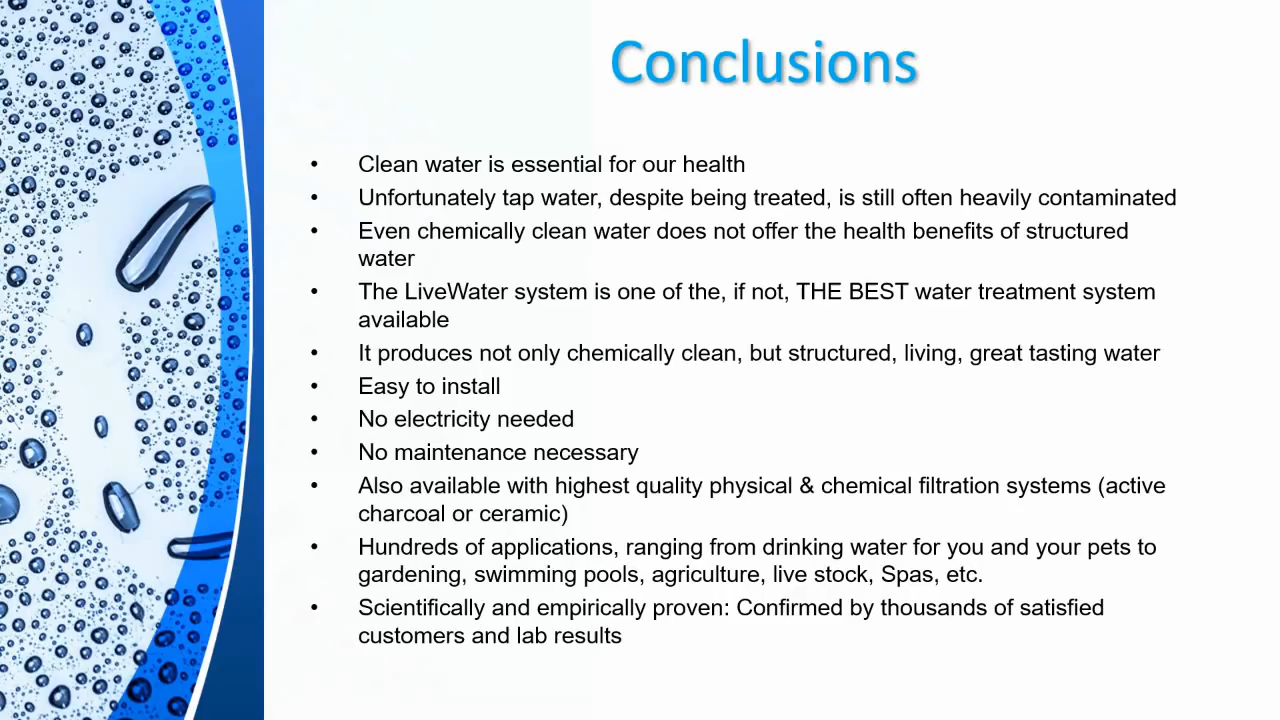 Conclusions
• Clean water is essential for our health
• Unfortunately tap water, despite being treated, is still often heavily contaminated
• Even chemically clean water does not offer the health benefits of structured
water
• The LiveWater system is one of the, if not, THE BEST water treatment system
available
• It produces not only chemically clean, but structured, living, great tasting water
• Easy to install
• No electricity needed
• No maintenance necessary
• Also available with highest quality physical & chemical filtration systems (active
charcoal or ceramic)
• Hundreds of applications, ranging from drinking water for you and your pets to
gardening, swimming pools, agriculture, live stock, Spas, etc.
• Scientifically and empirically proven: Confirmed by thousands of satisfied
customers and lab results